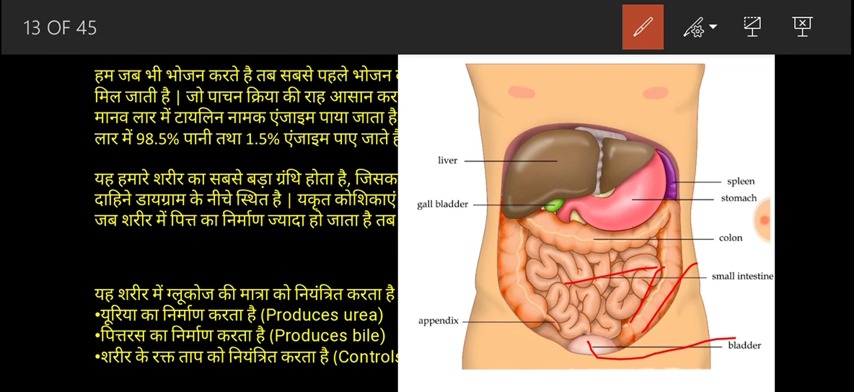 13 OF 45
हम जब भी भोजन करते है तब सबसे पहले भोजन
मिल जाती है | जो पाचन क्रिया की राह आसान कर
मानव लार में टायलिन नामक एंजाइम पाया जाता है
लार में 98.5% पानी तथा 1.5% एंजाइम पाए जाते है
यह हमारे शरीर का सबसे बड़ा ग्रंथि होता है, जिसक
दाहिने डायग्राम के नीचे स्थित है | यकृत कोशिकाएं
जब शरीर में पित्त का निर्माण ज्यादा हो जाता है तब
यह शरीर में ग्लूकोज की मात्रा को नियंत्रित करता है
•यूरिया का निर्माण करता है (Produces urea)
•पित्तरस का निर्माण करता है (Produces bile)
•शरीर के रक्त ताप को नियंत्रित करता है (Controls
liver
gall bladder
appendix
spleen
stomach
colon
small intestine
bladder